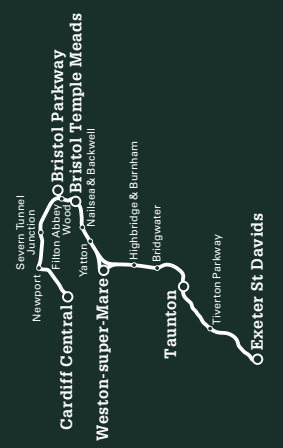 Cardiff Central
Newport
Severn Tunnel
Junction
Filton Abbey
Wood
Bristol Parkway
Bristol Temple Meads
Nailsea & Backwell
Yatton
Weston-super-Mare
Highbridge & Burnham
Bridgwater
Taunton
Tiverton Parkway
Exeter St Davids